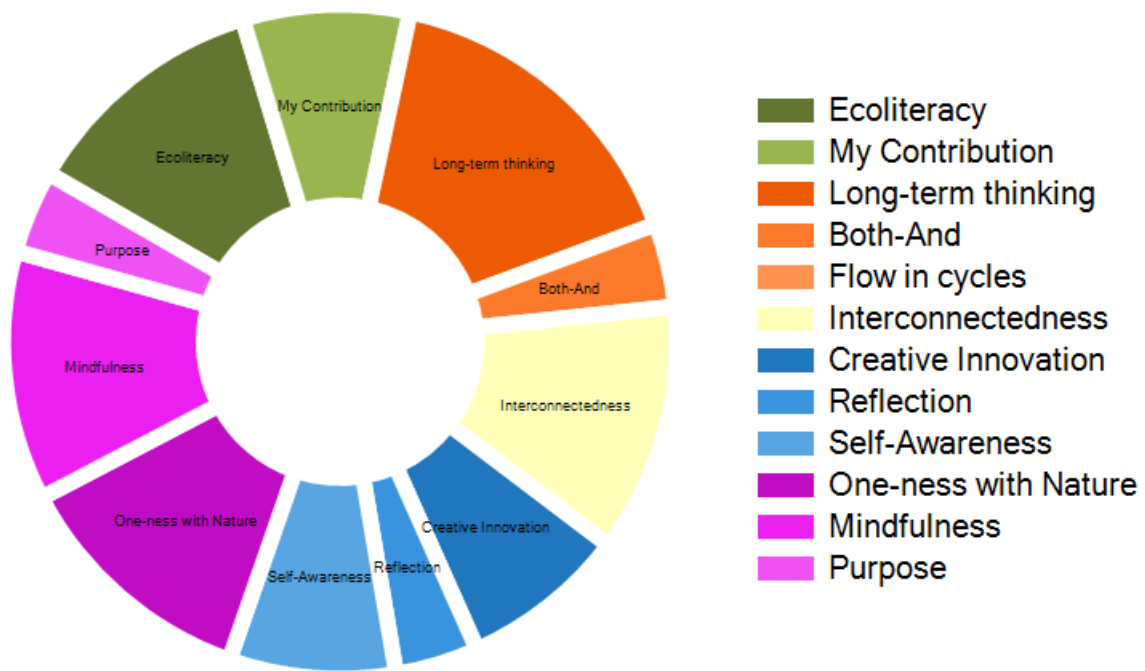 My Contribution
Ecoliteracy
Long-term thinking
Purpose
Both-And
Mindfulness
Interconnectedness
One-ness with Nature
Creative Innovation
Self-Awareness
Reflection
Ecoliteracy
My Contribution
Long-term thinking
Both-And
Flow in cycles
Interconnectedness
Creative Innovation
Reflection
Self-Awareness
One-ness with Nature
Mindfulness
Purpose